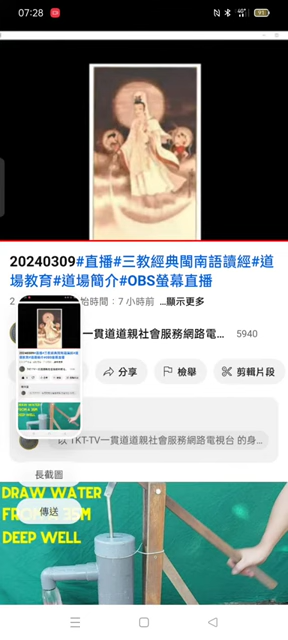 07:28
20240309#直播#三教經典閩南語讀經#道
場教育#道場簡介#OBS螢幕直播
始時間：7 小時前 ...顯示更多
一貫道道親社會服務網路電... 5940
分享
檢舉
剪輯片段
以 TKT-TV一貫道道親社會服務網路電視台 的身...
長截圖
傳送
DRAW WATER
FROM A 35M
DEEP WELL